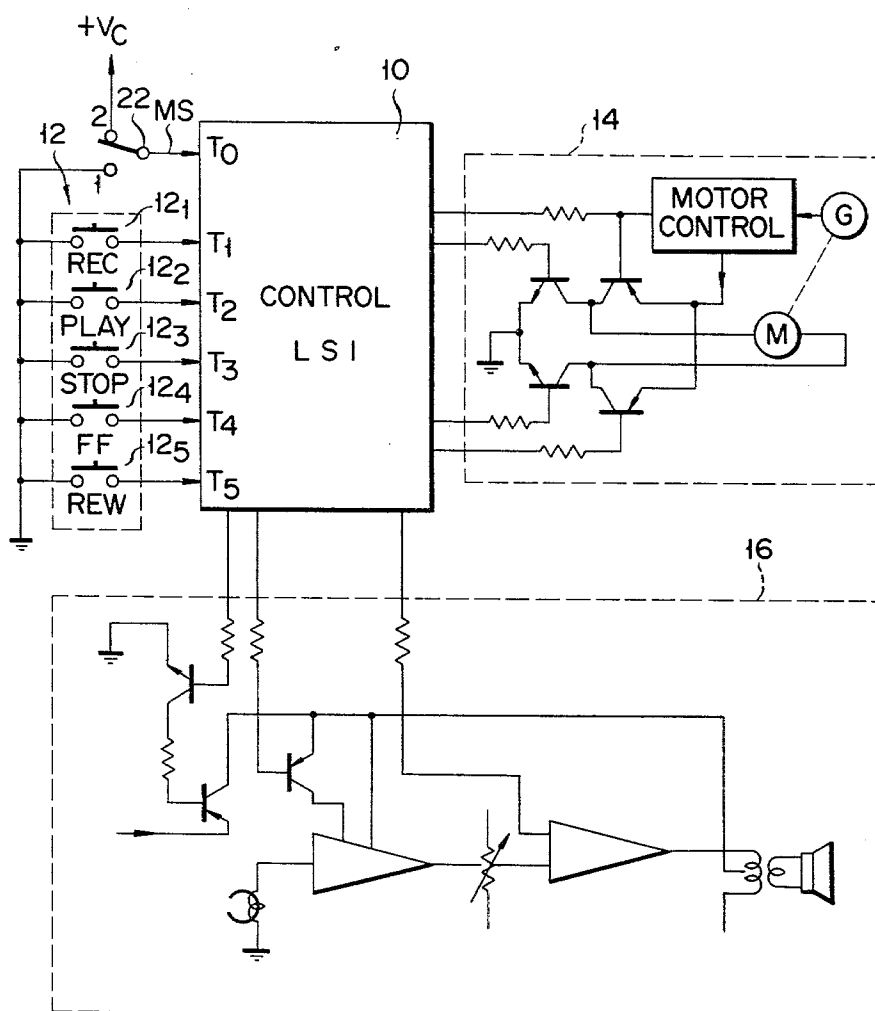 +VC
10
2
22
MS
12
1
T0
14
121
REC
T1
MOTOR
CONTROL
G
122
PLAY
T2
CONTROL
LSI
M
123
STOP
T3
124
FF
T4
125
REW
T5
16